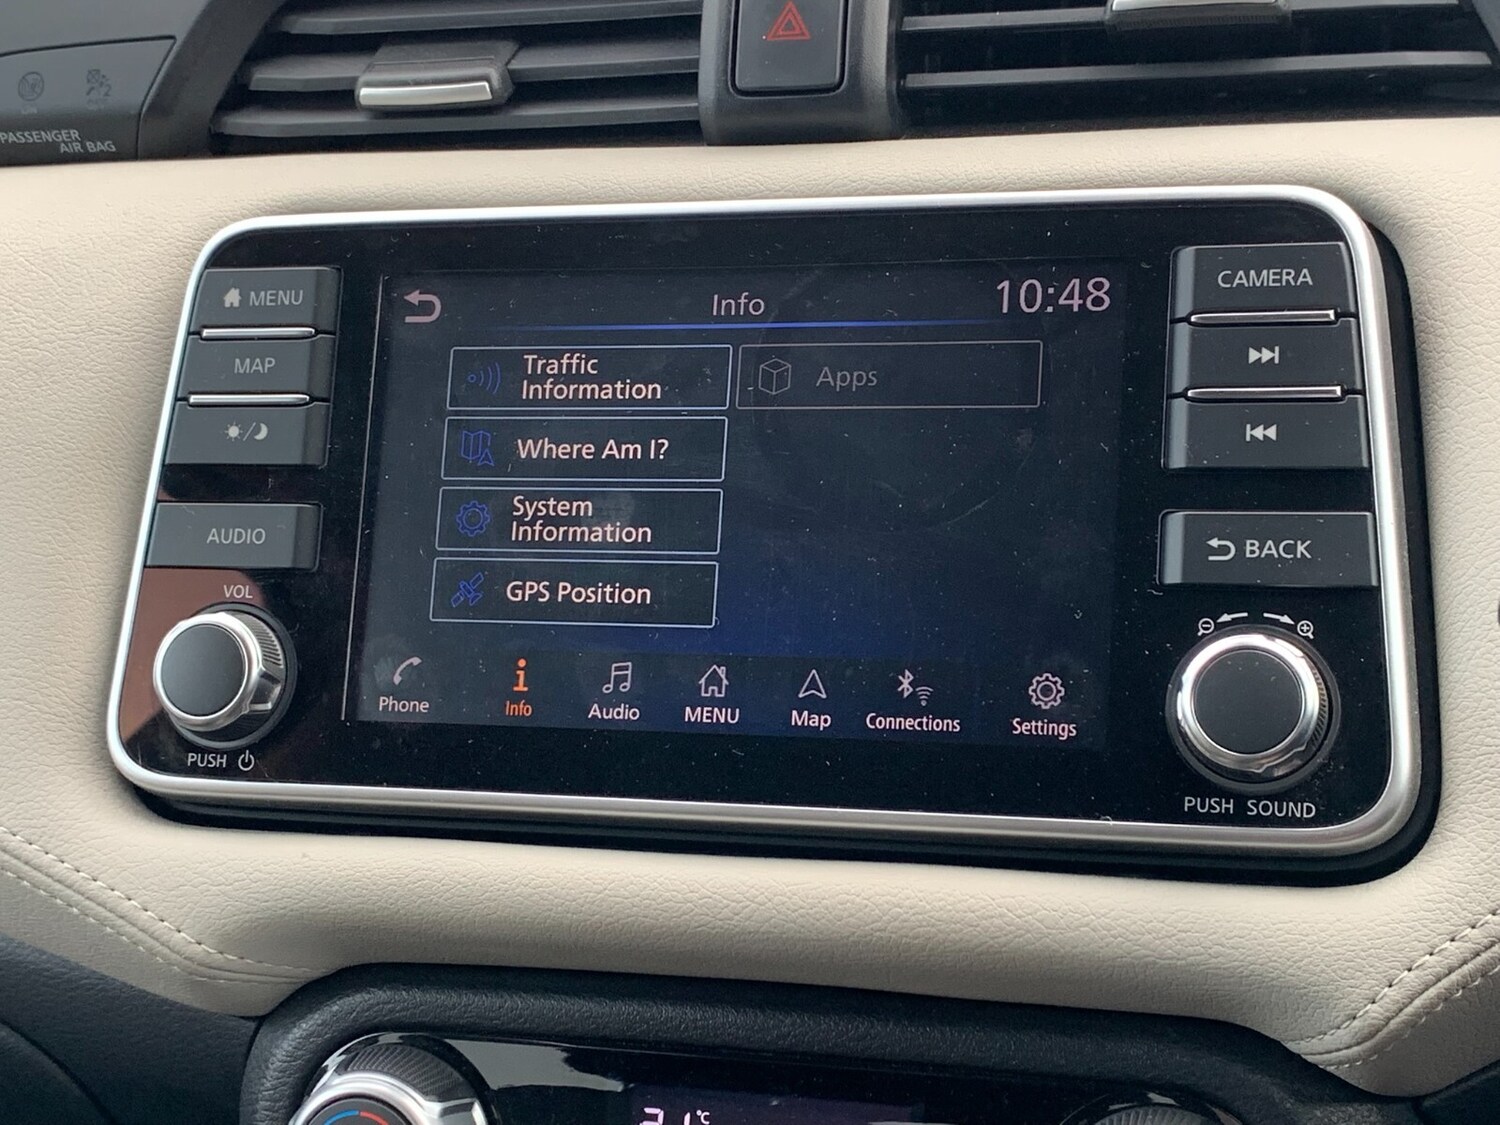 PASSENGER
AIR BAG
MENU
MAP
AUDIO
VOL
PUSH
Info
10:48
Traffic
Information
Apps
Where Am I?
System
Information
GPS Position
Phone
Info
Audio
MENU
Map
Connections
Settings
CAMERA
BACK
PUSH SOUND
°C